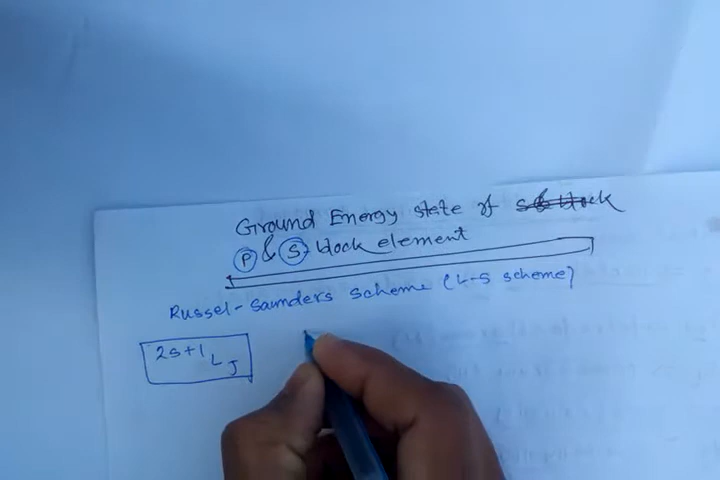 Ground Energy state of s block
P & S- block element
Russel-Saunders scheme (L-S scheme)
2S+1 L J